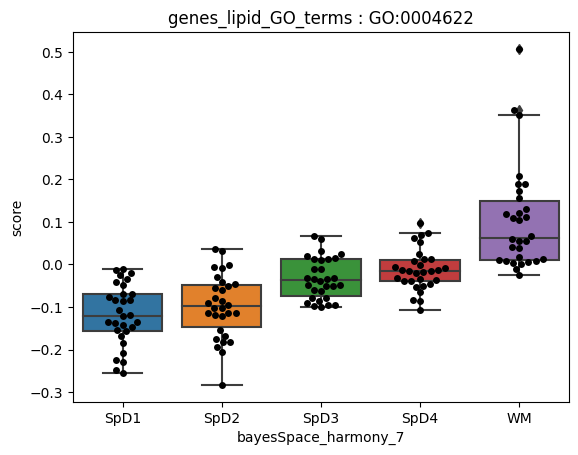 genes_lipid_GO_terms : GO:0004622
0.5
0.4
0.3
0.2
0.1
0.0
−0.1
−0.2
−0.3
score
SpD1 SpD2 SpD3 SpD4 WM
bayesSpace_harmony_7